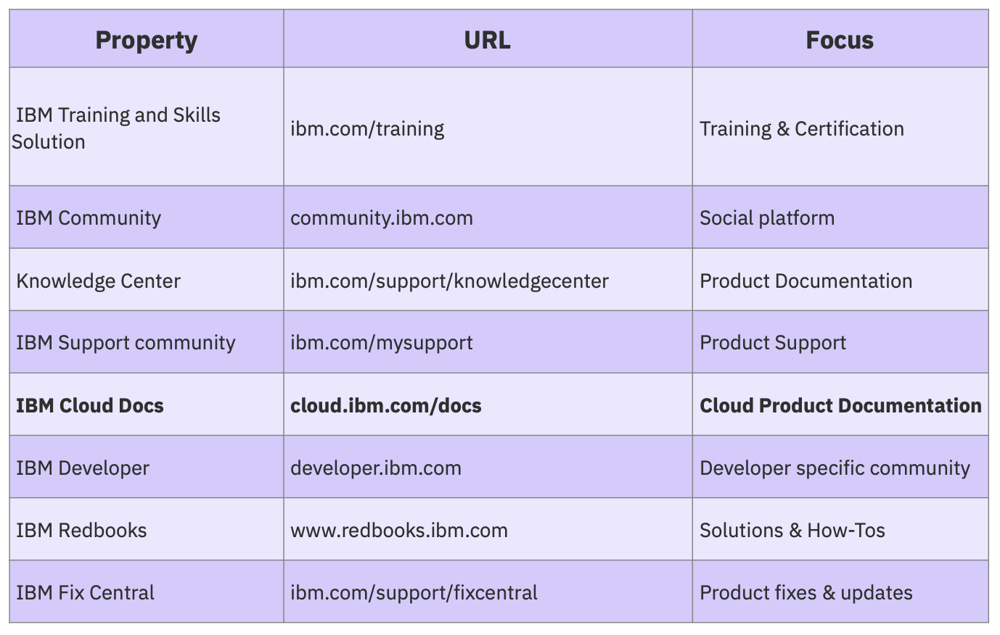 Property URL Focus
IBM Training and Skills
Solution
ibm.com/training
Training & Certification
IBM Community community.ibm.com Social platform
Knowledge Center ibm.com/support/knowledgecenter Product Documentation
IBM Support community ibm.com/mysupport Product Support
IBM Cloud Docs cloud.ibm.com/docs Cloud Product Documentation
IBM Developer developer.ibm.com Developer specific community
IBM Redbooks www.redbooks.ibm.com Solutions & How-Tos
IBM Fix Central ibm.com/support/fixcentral Product fixes & updates